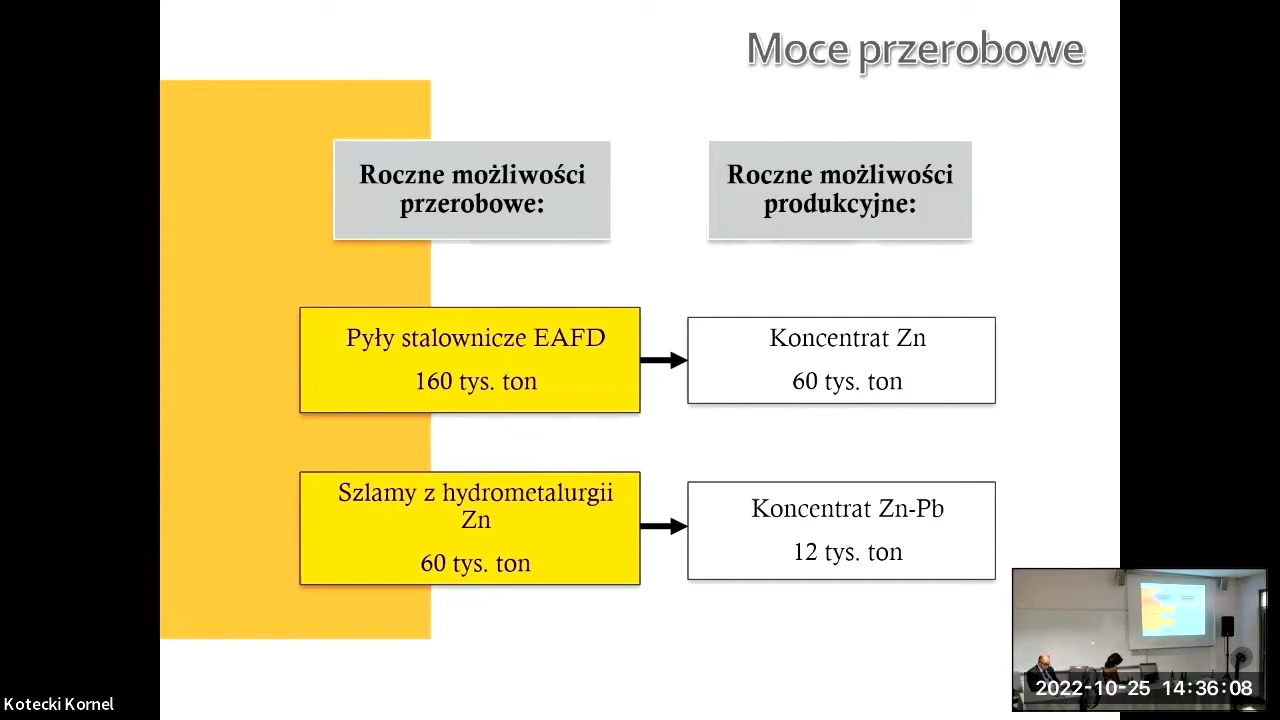 Moce przerobowe
Roczne możliwości
przerobowe:
Roczne możliwości
produkcyjne:
Pyły stalownicze EAFD
160 tys. ton
Koncentrat Zn
60 tys. ton
Szlamy z hydrometalurgii
Zn
60 tys. ton
Koncentrat Zn-Pb
12 tys. ton
2022-10-25 14:36:08
Kotecki Kornel